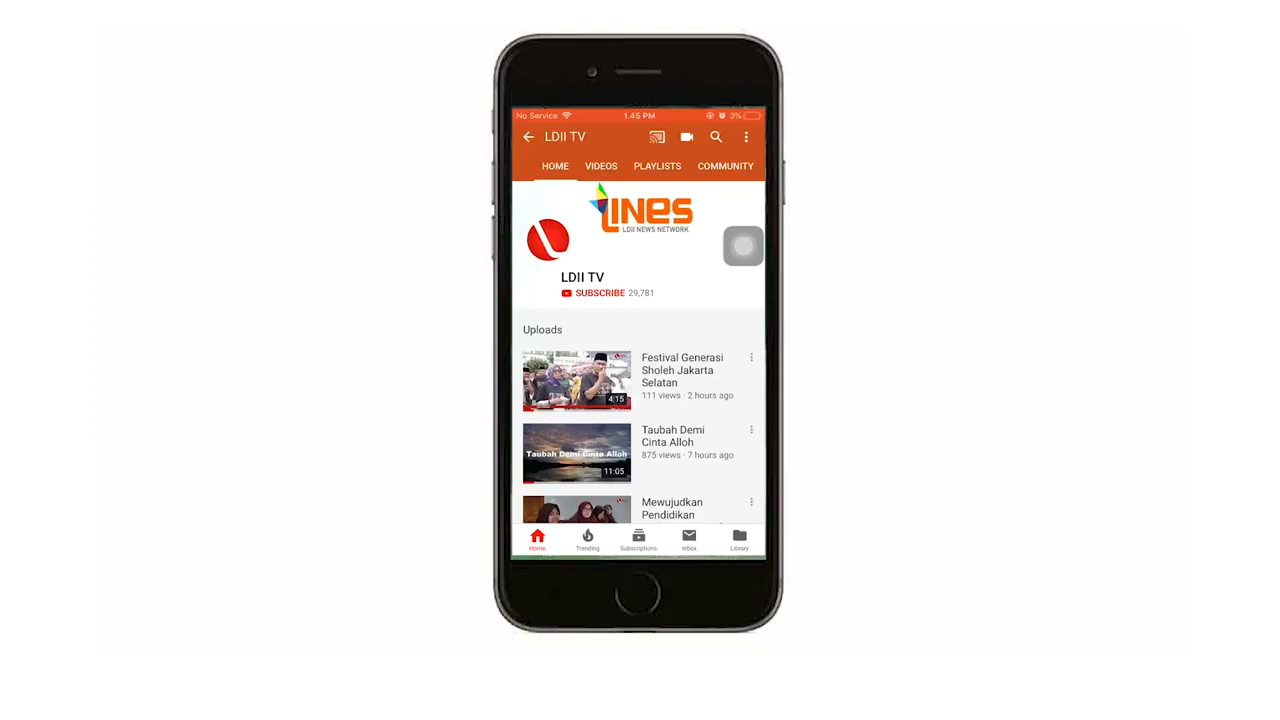 No Service 1.45 PM 3%
LDII TV
HOME VIDEOS PLAYLISTS COMMUNITY
LINES
LDII NEWS NETWORK
LDII TV
SUBSCRIBE 29,781
Uploads
Festival Generasi
Sholeh Jakarta
Selatan
111 views · 2 hours ago
4:15
Taubah Demi
Cinta Alloh
875 views · 7 hours ago
Taubah Demi Cinta Alloh
11:05
Mewujudkan
Pendidikan
Home Trending Subscriptions Inbox Library